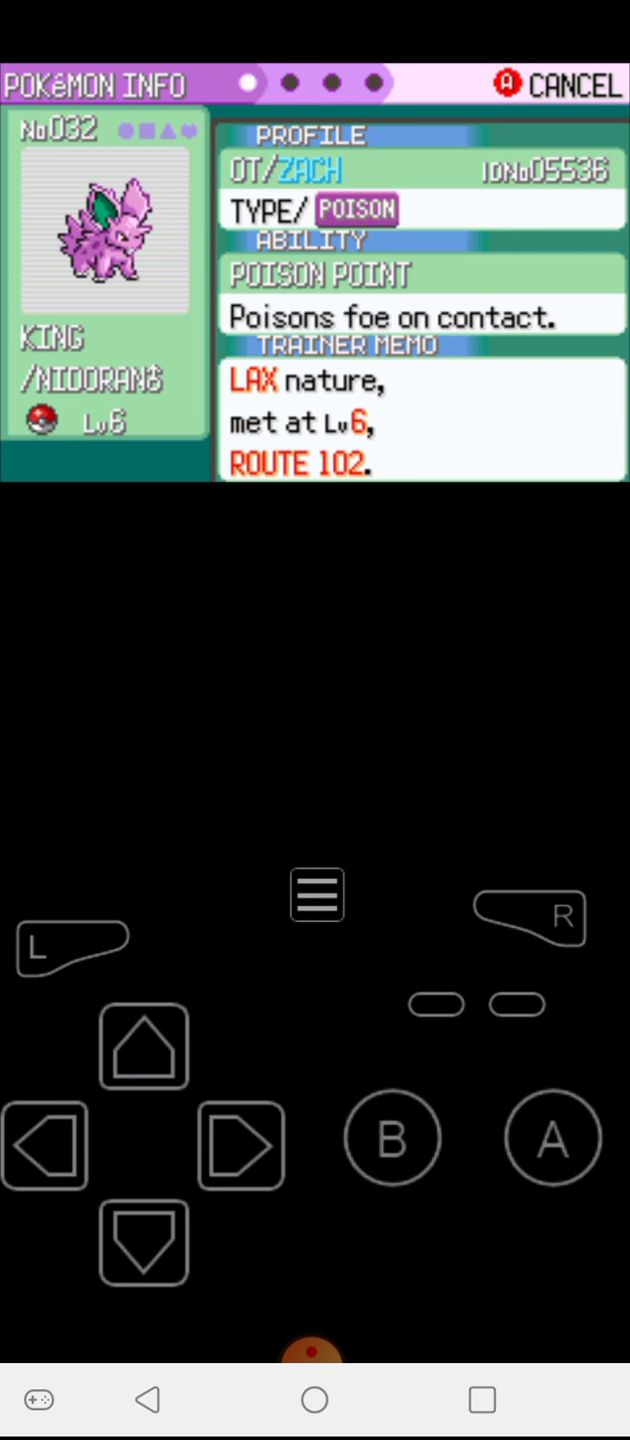 POKéMON INFO
A CANCEL
No032
PROFILE
OT/ZACH IDNo05536
TYPE/ POISON
ABILITY
POISON POINT
Poisons foe on contact.
KING
/NIDORAN♂
Lv6
TRAINER MEMO
LAX nature,
met at Lv6,
ROUTE 102.
L
R
B
A